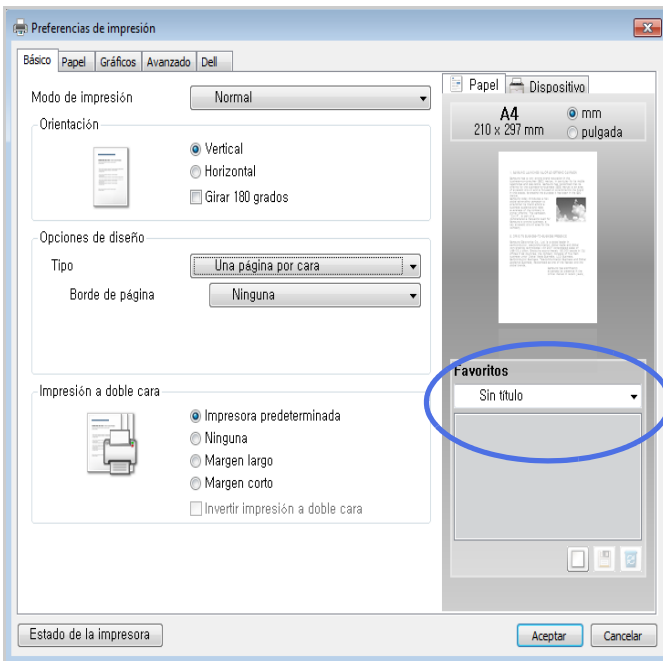 Preferencias de impresión
Básico Papel Gráficos Avanzado Dell
Modo de impresión Normal
Orientación
Vertical
Horizontal
Girar 180 grados
Opciones de diseño
Tipo Una página por cara
Borde de página Ninguna
Impresión a doble cara
Impresora predeterminada
Ninguna
Margen largo
Margen corto
Invertir impresión a doble cara
Papel Dispositivo
A4 mm
210 x 297 mm pulgada
Favoritos
Sin título
Estado de la impresora Aceptar Cancelar